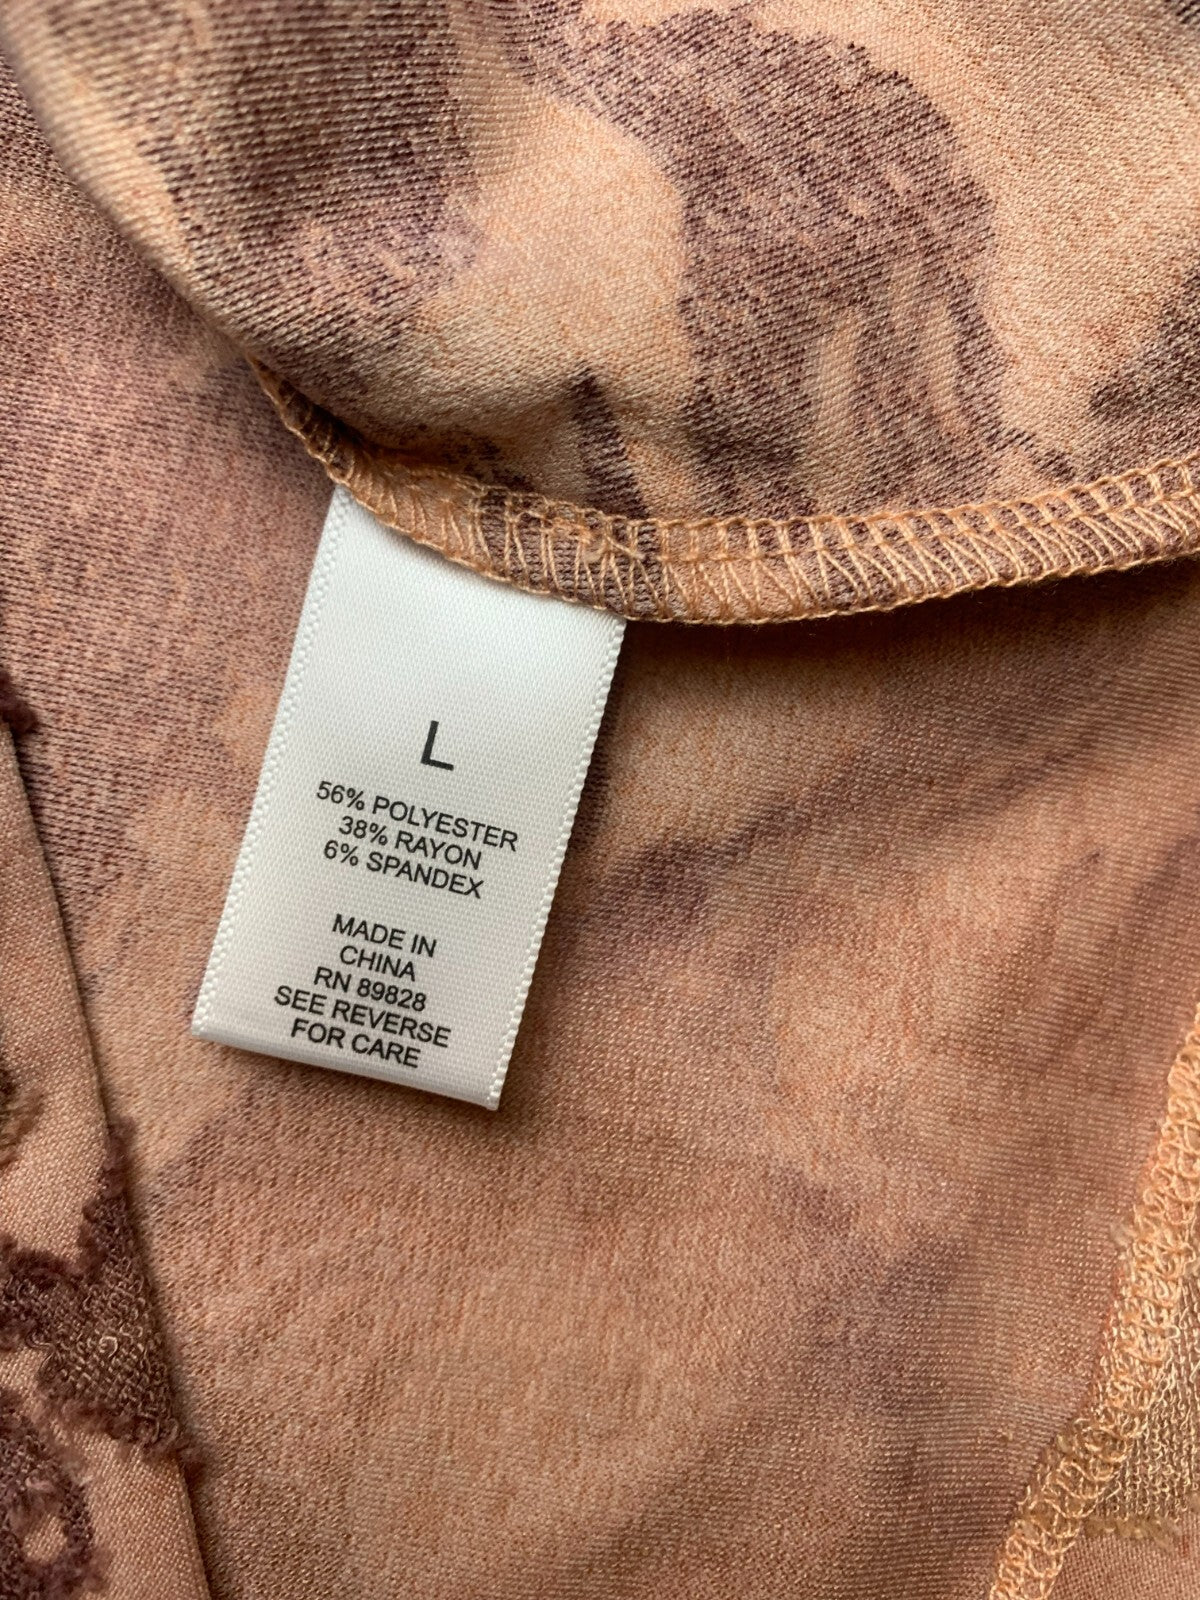 L
56% POLYESTER
38% RAYON
6% SPANDEX
MADE IN
CHINA
RN 89828
SEE REVERSE
FOR CARE